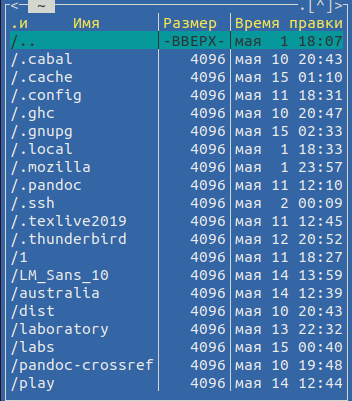 <- ~ .[^]>
.и Имя Размер Время правки
/.. -ВВЕРХ- мая 1 18:07
/.cabal 4096 мая 10 20:43
/.cache 4096 мая 15 01:10
/.config 4096 мая 11 18:31
/.ghc 4096 мая 10 20:47
/.gnupg 4096 мая 15 02:33
/.local 4096 мая 1 18:33
/.mozilla 4096 мая 1 23:57
/.pandoc 4096 мая 11 12:10
/.ssh 4096 мая 2 00:09
/.texlive2019 4096 мая 11 12:45
/.thunderbird 4096 мая 12 20:52
/1 4096 мая 11 18:27
/LM_Sans_10 4096 мая 14 13:59
/australia 4096 мая 14 12:39
/dist 4096 мая 10 20:43
/laboratory 4096 мая 13 22:32
/labs 4096 мая 15 00:40
/pandoc-crossref 4096 мая 10 19:48
/play 4096 мая 14 12:44